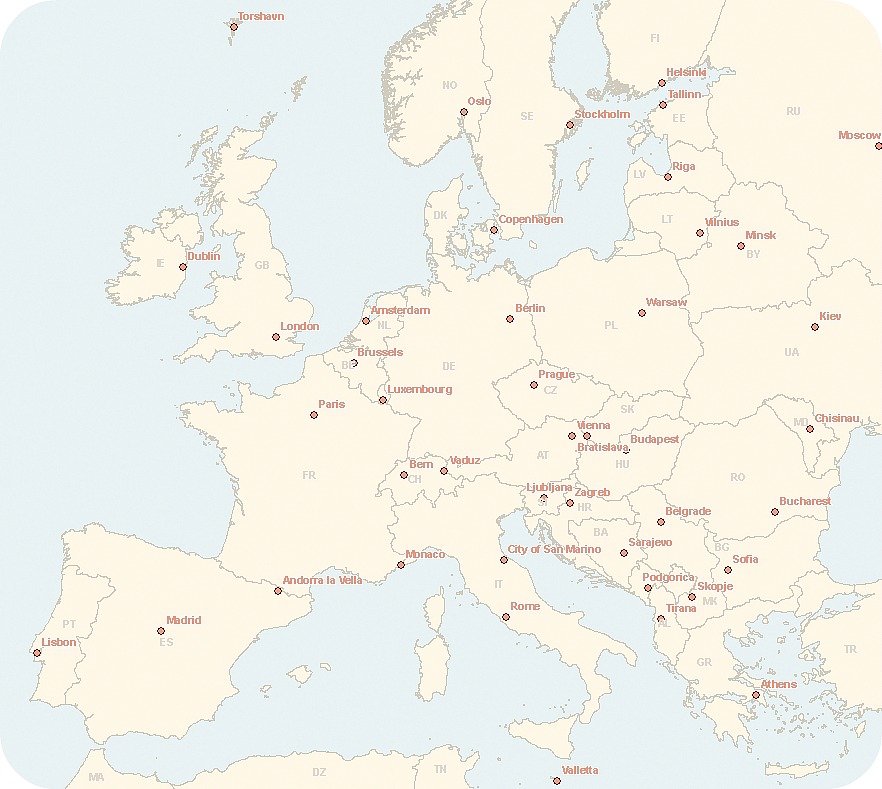 Torshavn
FI
Helsinki
NO
Oslo
Tallinn
SE
Stockholm
EE
RU
Moscow
Riga
LV
DK
Copenhagen
LT
Vilnius
Minsk
BY
Dublin
IE
GB
Amsterdam
NL
Berlin
Warsaw
PL
Kiev
London
UA
Brussels
BE
DE
Prague
CZ
Luxembourg
Paris
SK
MD
Chisinau
Vienna
Bratislava
Budapest
AT
HU
Bern
CH
Vaduz
FR
RO
Ljubljana
SI
Zagreb
HR
Bucharest
Belgrade
BA
Sarajevo
BG
Monaco
City of San Marino
Sofia
Andorra la Vella
IT
Podgorica
Skopje
MK
Rome
Tirana
AL
PT
Madrid
ES
Lisbon
GR
TR
Athens
MA
DZ
TN
Valletta